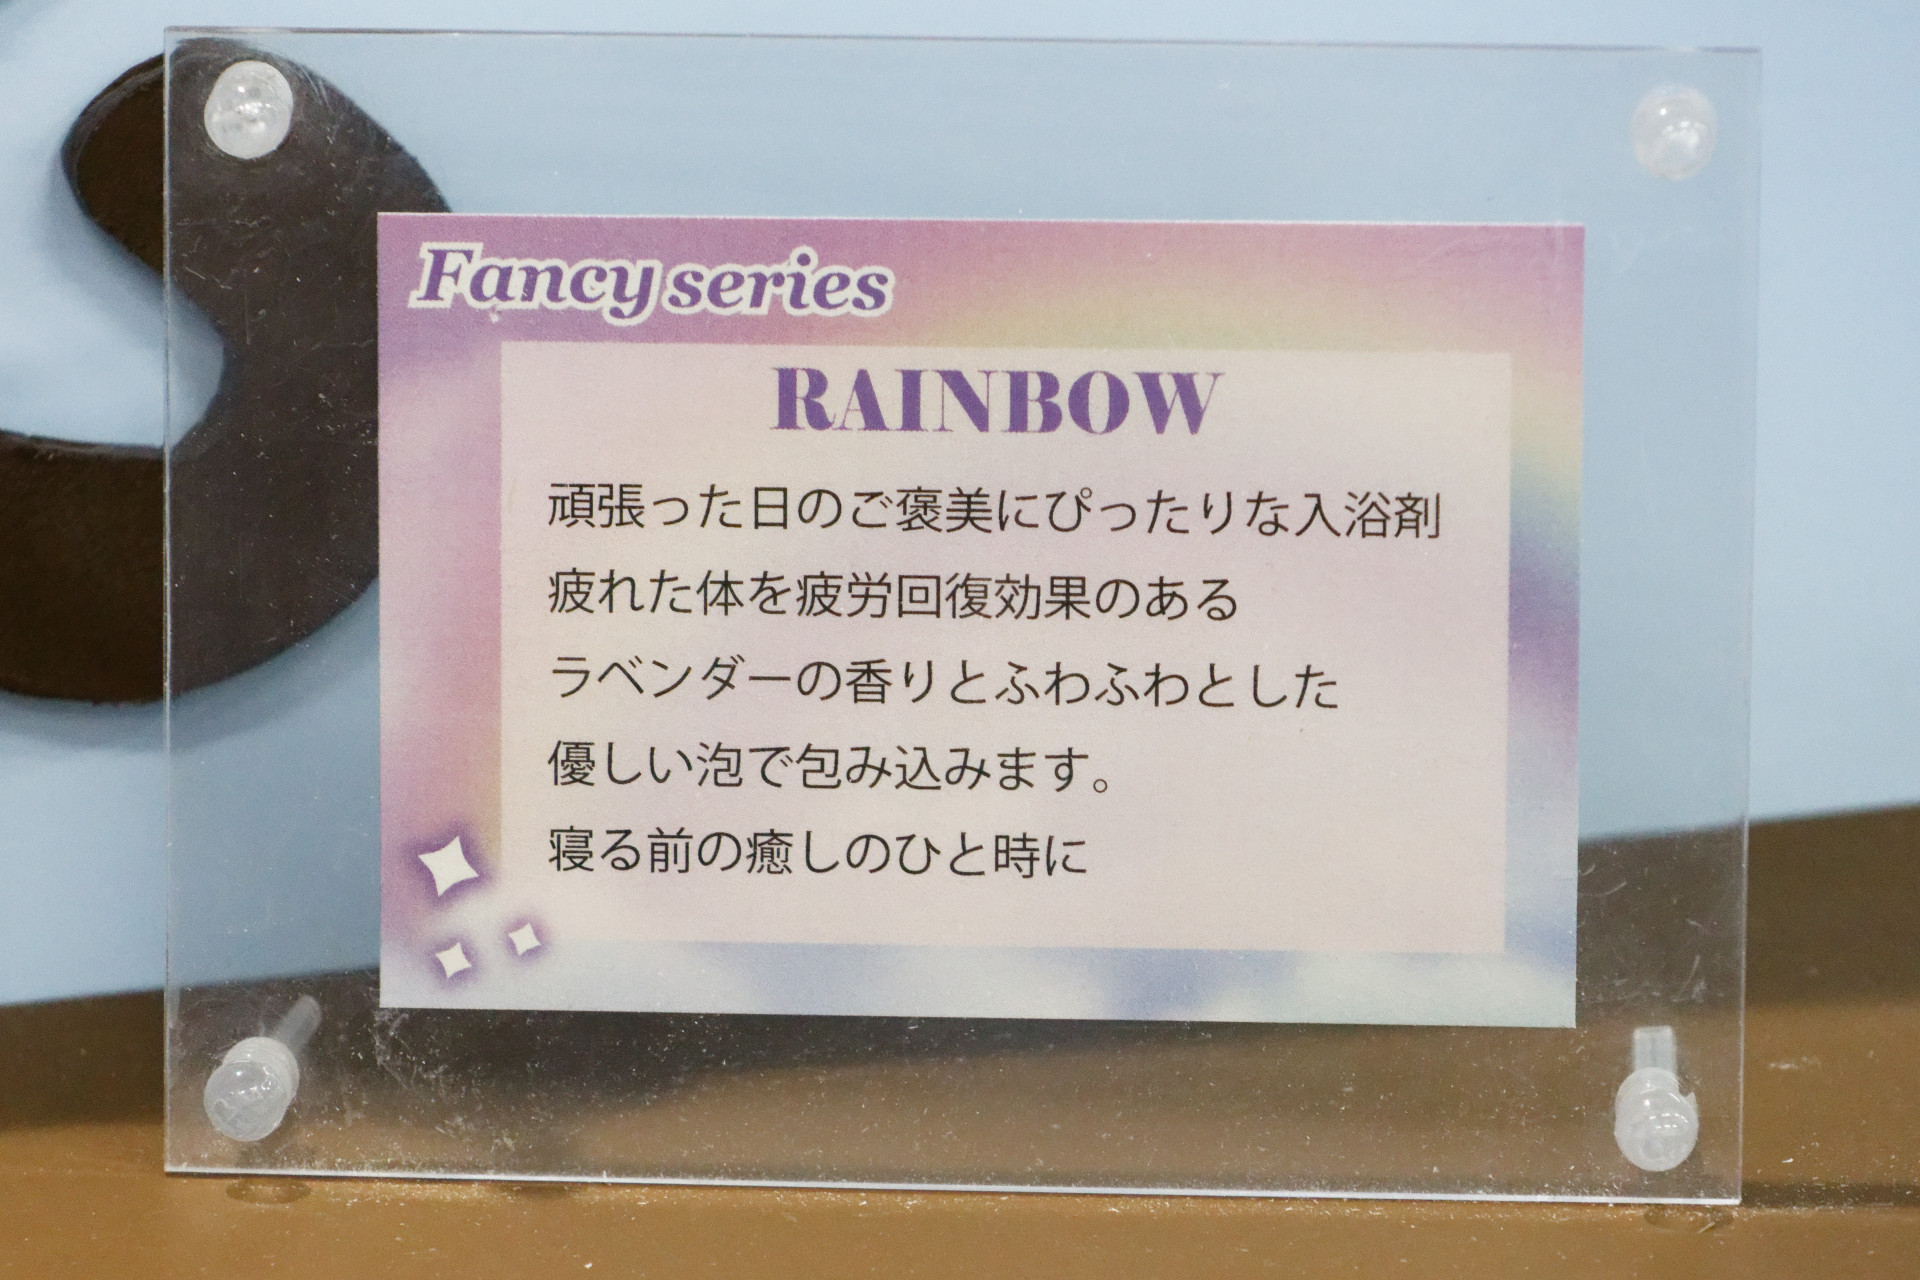 Fancy series
RAINBOW
頑張った日のご褒美にぴったりな入浴剤
疲れた体を疲労回復効果のある
ラベンダーの香りとふわふわとした
優しい泡で包み込みます。
寝る前の癒しのひと時に